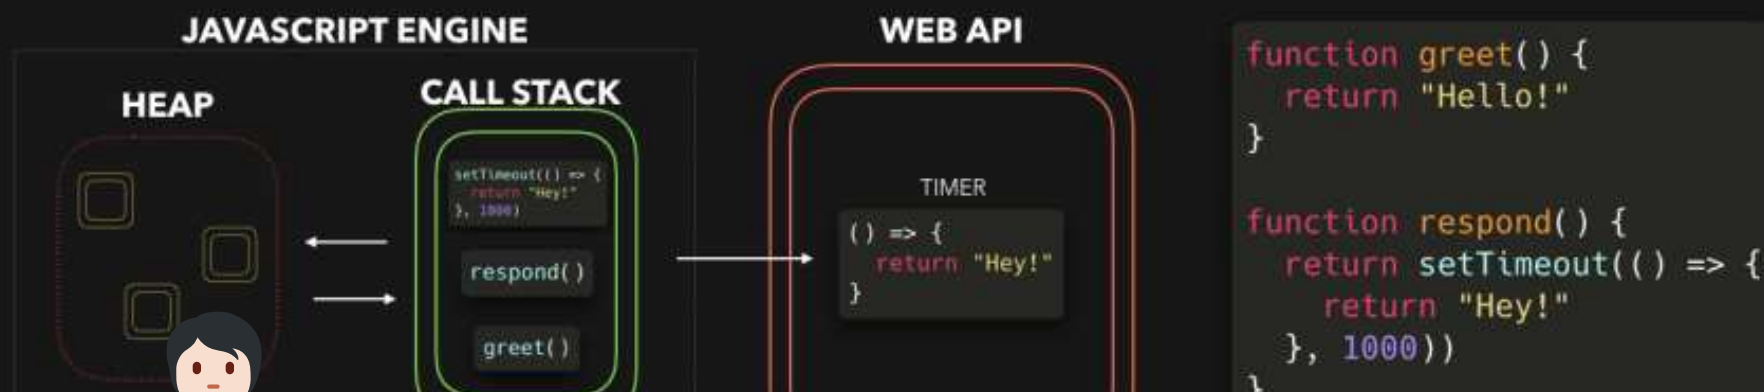 JAVASCRIPT ENGINE
HEAP
CALL STACK
setTimeout(() => {
return "Hey!"
}, 1000)
respond()
greet()
WEB API
TIMER
() => {
return "Hey!"
}
function greet() {
return "Hello!"
}
function respond() {
return setTimeout(() => {
return "Hey!"
}, 1000))
}